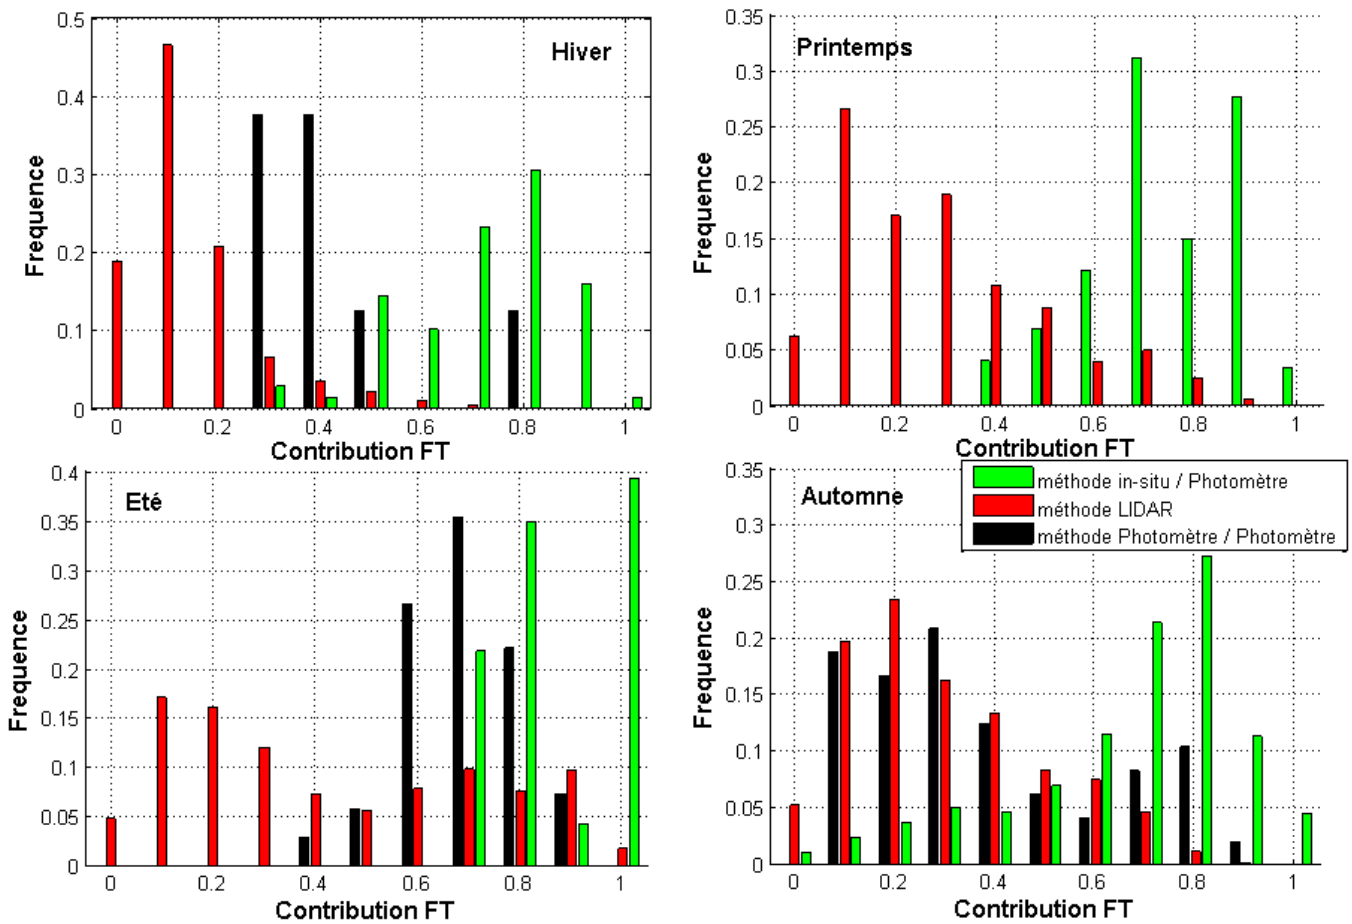 Hiver
Frequence
0.5
0.4
0.3
0.2
0.1
0
0 0.2 0.4 0.6 0.8 1
Contribution FT
Printemps
Frequence
0.35
0.3
0.25
0.2
0.15
0.1
0.05
0
0 0.2 0.4 0.6 0.8 1
Contribution FT
Eté
Frequence
0.4
0.35
0.3
0.25
0.2
0.15
0.1
0.05
0
0 0.2 0.4 0.6 0.8 1
Contribution FT
Automne
méthode in-situ / Photomètre
méthode LIDAR
méthode Photomètre / Photomètre
Frequence
0.35
0.3
0.25
0.2
0.15
0.1
0.05
0
0 0.2 0.4 0.6 0.8 1
Contribution FT